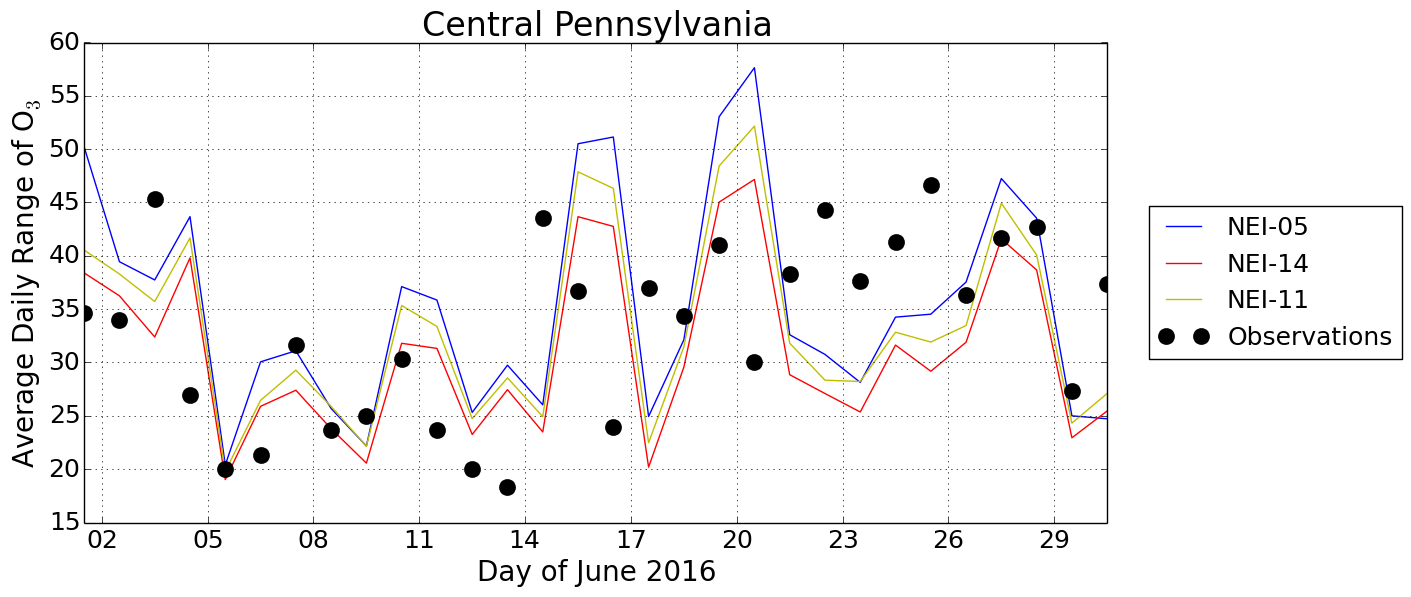 Central Pennsylvania
Average Daily Range of O₃
60
55
50
45
40
35
30
25
20
15
02 05 08 11 14 17 20 23 26 29
Day of June 2016
NEI-05
NEI-14
NEI-11
Observations